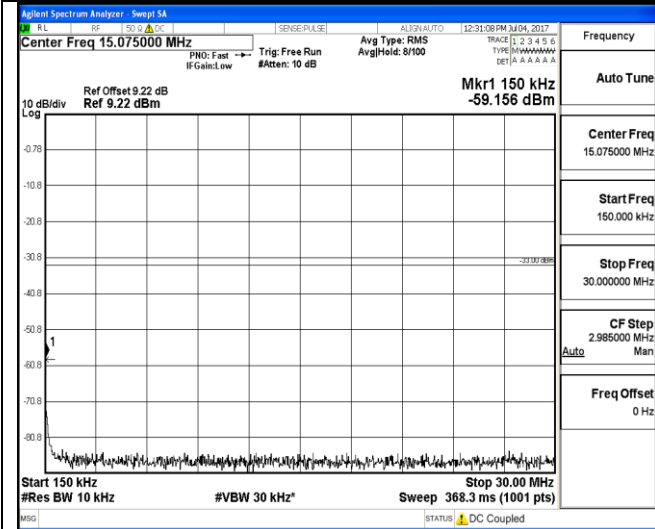 Agilent Spectrum Analyzer - Swept SA
RL RF 50 Ω DC SENSE:PULSE ALIGN AUTO 12:31:08 PM Jul 04, 2017
Center Freq 15.075000 MHz
PNO: Fast
IFGain:Low
Trig: Free Run
#Atten: 10 dB
Avg Type: RMS
Avg|Hold: 8/100
TRACE 1 2 3 4 5 6
TYPE MWWWWW
DET A A A A A A
Mkr1 150 kHz
-59.156 dBm
Ref Offset 9.22 dB
10 dB/div Ref 9.22 dBm
Log
-0.78
-10.8
-20.8
-30.8
-33.00 dBm
-40.8
-50.8
1
-60.8
-70.8
-80.8
Start 150 kHz Stop 30.00 MHz
#Res BW 10 kHz #VBW 30 kHz* Sweep 368.3 ms (1001 pts)
MSG STATUS DC Coupled
Frequency
Auto Tune
Center Freq
15.075000 MHz
Start Freq
150.000 kHz
Stop Freq
30.000000 MHz
CF Step
2.985000 MHz
Auto Man
Freq Offset
0 Hz